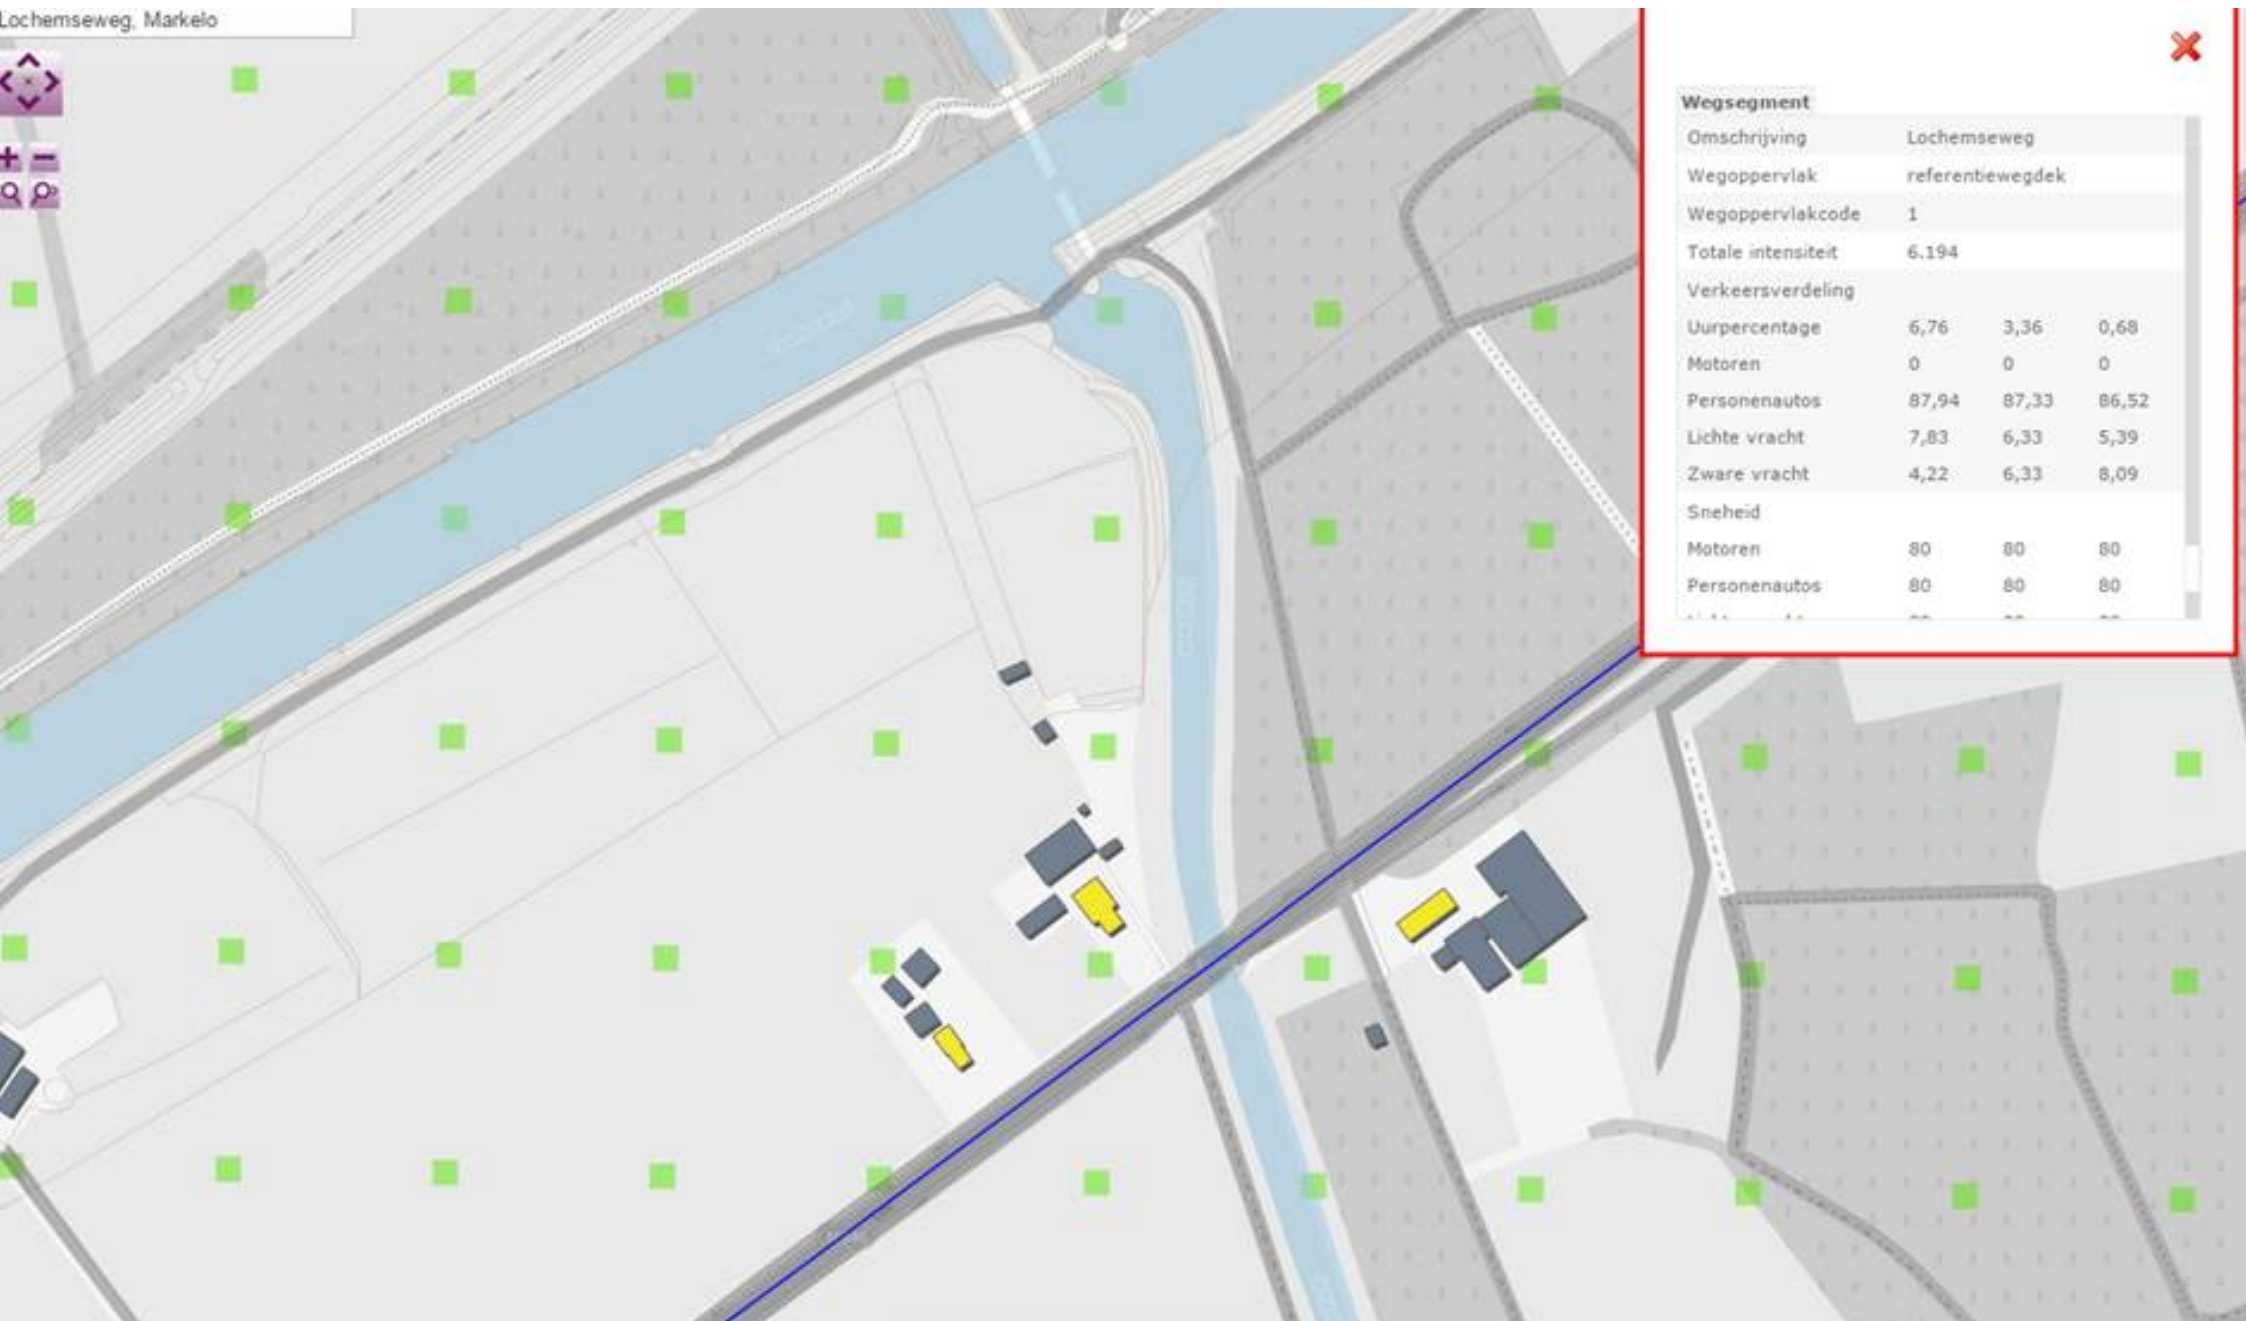 Lochemseweg, Markelo
Wegsegment
Omschrijving Lochemseweg
Wegoppervlak referentiewegdek
Wegoppervlakcode 1
Totale intensiteit 6.194
Verkeersverdeling
Uurpercentage 6,76 3,36 0,68
Motoren 0 0 0
Personenautos 87,94 87,33 86,52
Lichte vracht 7,83 6,33 5,39
Zware vracht 4,22 6,33 8,09
Sneheid
Motoren 80 80 80
Personenautos 80 80 80